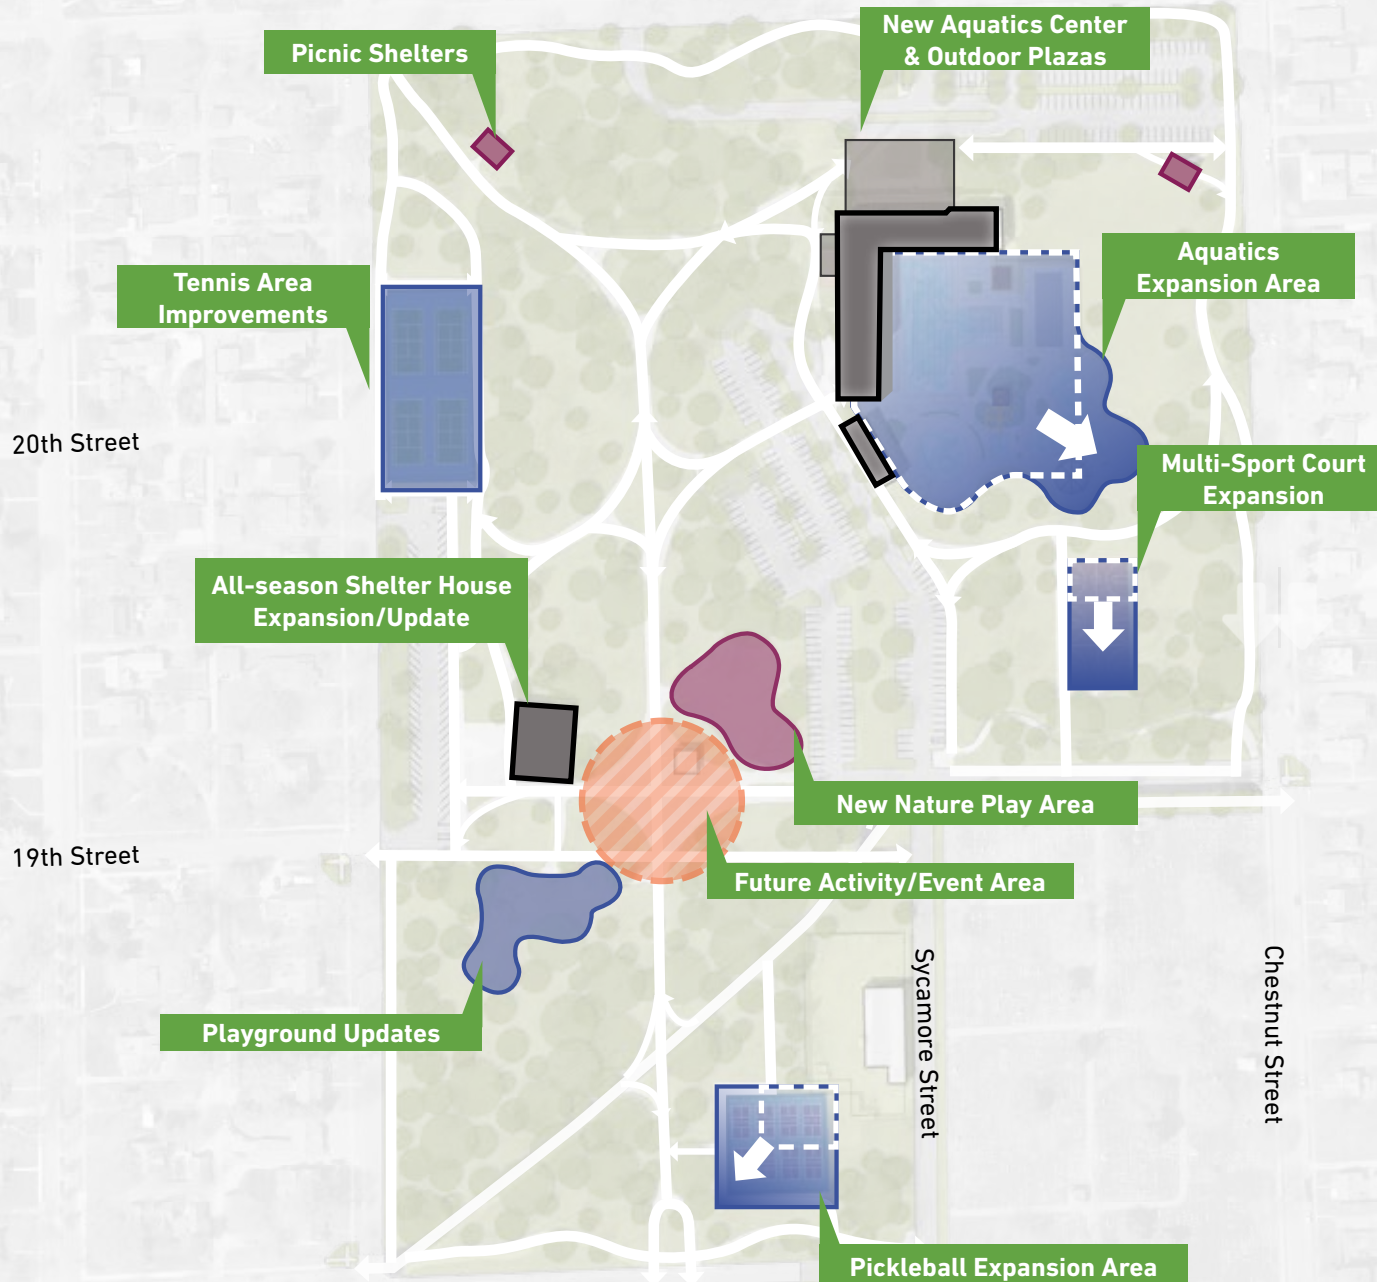 New Aquatics Center
& Outdoor Plazas
Picnic Shelters
Aquatics
Expansion Area
Tennis Area
Improvements
20th Street
Multi-Sport Court
Expansion
All-season Shelter House
Expansion/Update
New Nature Play Area
19th Street
Future Activity/Event Area
Sycamore Street
Chestnut Street
Playground Updates
Pickleball Expansion Area